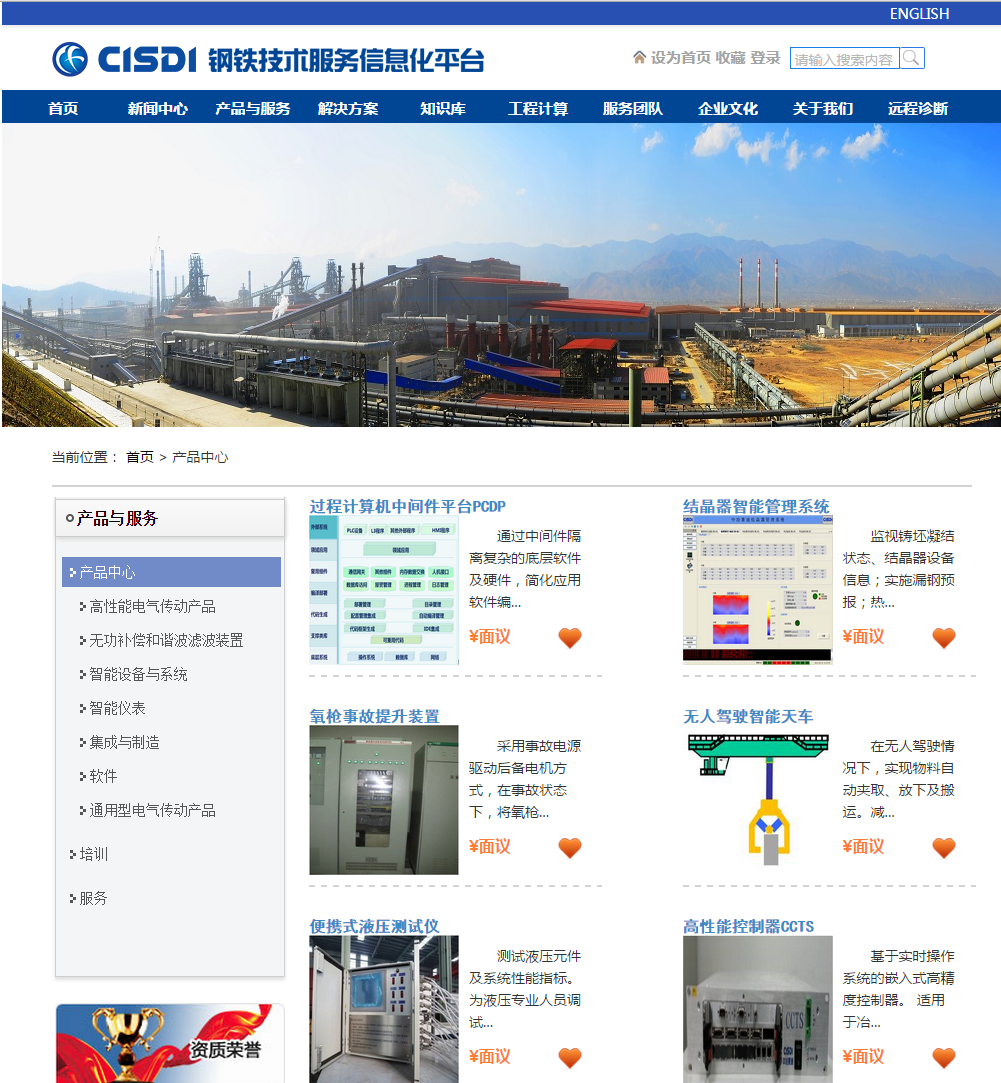 ENGLISH
CISDI 钢铁技术服务信息化平台
设为首页 收藏 登录
请输入搜索内容
首页 新闻中心 产品与服务 解决方案 知识库 工程计算 服务团队 企业文化 关于我们 远程诊断
当前位置： 首页 > 产品中心
产品与服务
产品中心
高性能电气传动产品
无功补偿和谐波滤波装置
智能设备与系统
智能仪表
集成与制造
软件
通用型电气传动产品
培训
服务
资质荣誉
过程计算机中间件平台PCDP
通过中间件隔
离复杂的底层软件
及硬件，简化应用
软件编...
¥面议
结晶器智能管理系统
监视铸坯凝结
状态、结晶器设备
信息；实施漏钢预
报；热...
¥面议
氧枪事故提升装置
采用事故电源
驱动后备电机方
式，在事故状态
下，将氧枪...
¥面议
无人驾驶智能天车
在无人驾驶情
况下，实现物料自
动夹取、放下及搬
运。减...
¥面议
便携式液压测试仪
测试液压元件
及系统性能指标。
为液压专业人员调
试...
¥面议
高性能控制器CCTS
CCTS
基于实时操作
系统的嵌入式高精
度控制器。 适用
于冶...
¥面议